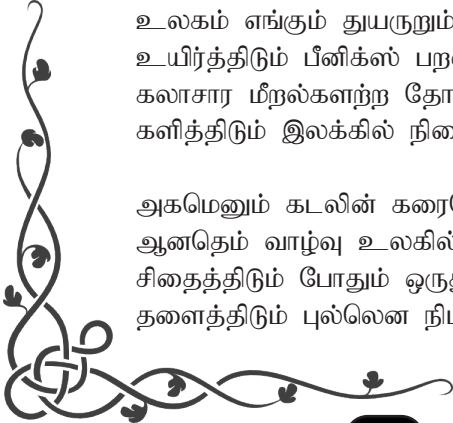 உலகம் எங்கும் துயருறும்
உயிர்த்திடும் பீனிக்ஸ்
கலாசார மீறல்களற்ற
களித்திடும் இலக்கில்

அகமெனும் கடலின்
ஆனதெம் வாழ்வு உலகில்
சிதைத்திடும் போதும்
தளைத்திடும் புல்லென